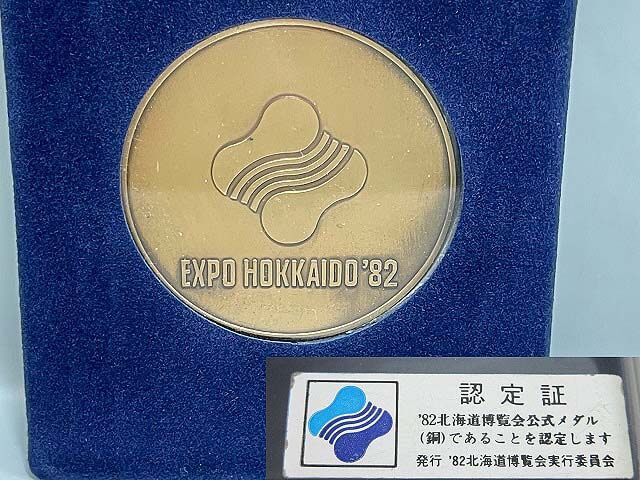 EXPO HOKKAIDO '82
認定証
'82北海道博覧会公式メダル
(銅)であることを認定します
発行 '82北海道博覧会実行委員会